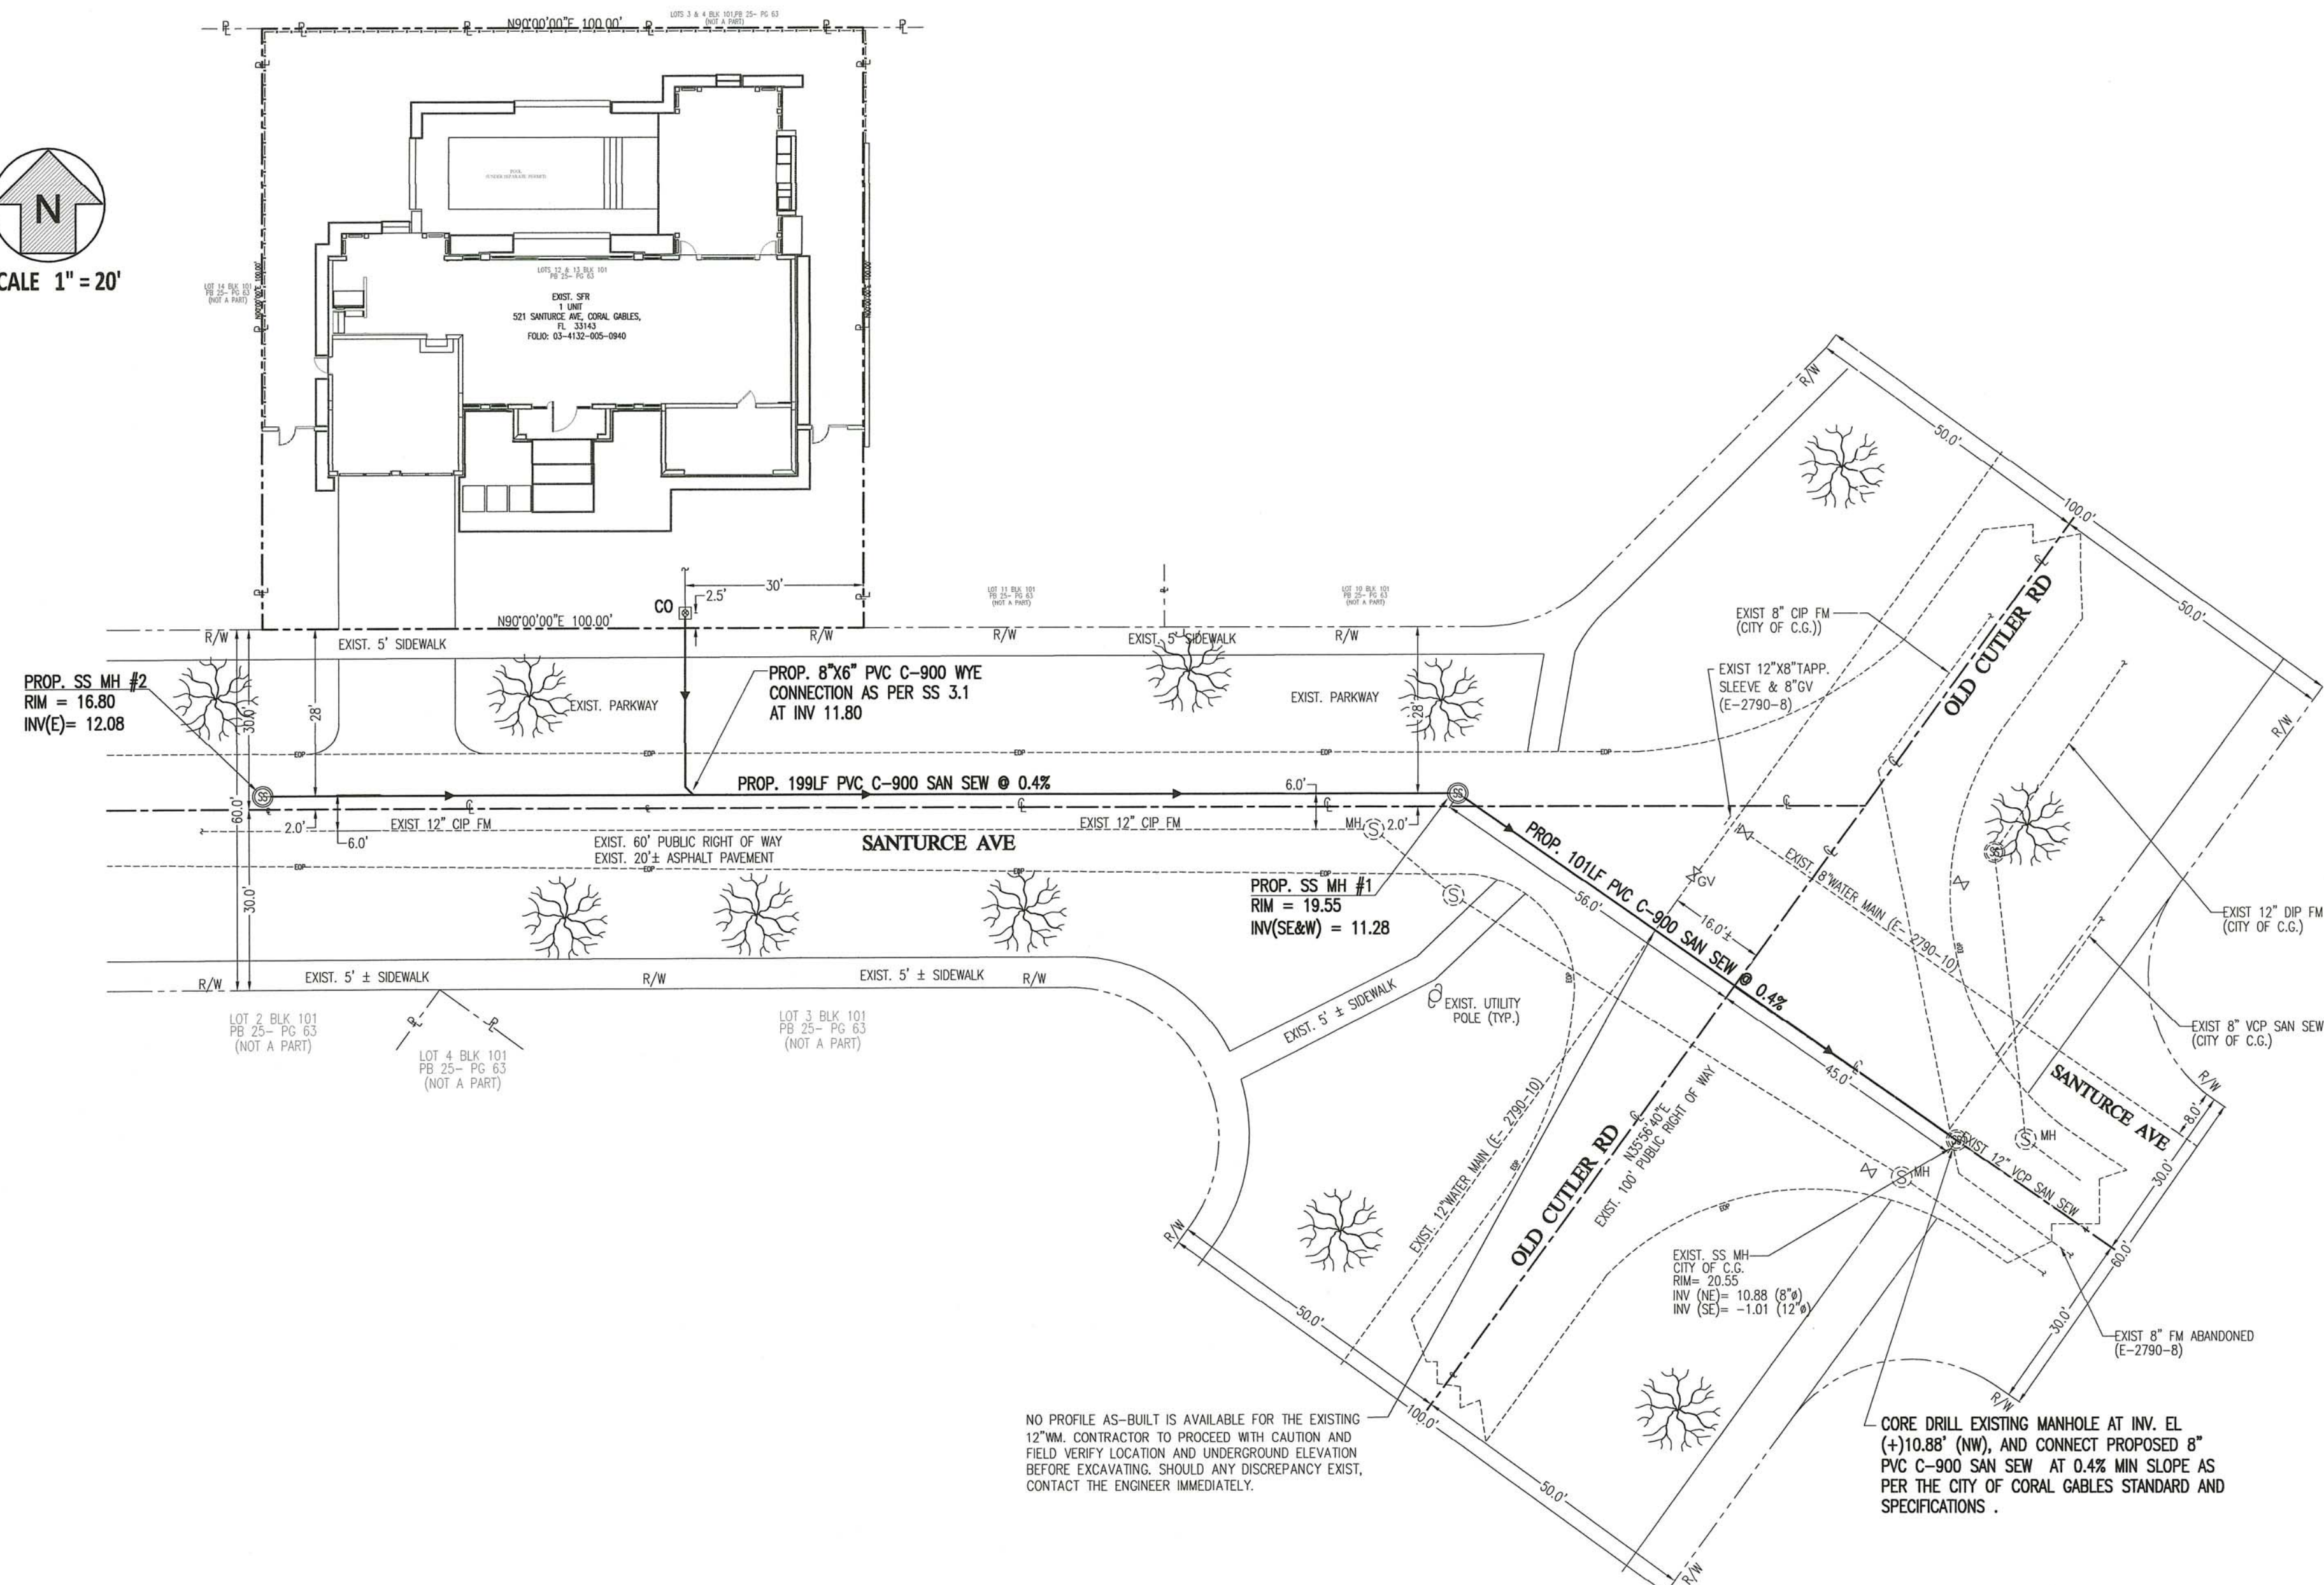 N90°00'00"E 100.00'
LOTS 3 & 4 BLK 101,PB 25- PG 63
(NOT A PART)
N
CALE 1" = 20'
LOT 14 BLK 101
PB 25- PG 63
(NOT A PART)
LOTS 12 & 13 BLK 101
PB 25- PG 63
EXIST. SFR
1 UNIT
521 SANTURCE AVE, CORAL GABLES,
FL 33143
FOLIO: 03-4132-005-0940
30'
2.5'
CO
N90°00'00"E 100.00'
LOT 11 BLK 101
PB 25- PG 63
(NOT A PART)
LOT 10 BLK 101
PB 25- PG 63
(NOT A PART)
R/W
EXIST. 5' SIDEWALK
R/W
R/W
EXIST. 5' SIDEWALK
R/W
PROP. SS MH #2
RIM = 16.80
INV(E)= 12.08
PROP. 8"X6" PVC C-900 WYE
CONNECTION AS PER SS 3.1
AT INV 11.80
EXIST. PARKWAY
EXIST. PARKWAY
28'
30.0'
60.0'
28'
EOP
EOP
EOP
EOP
EOP
SS
PROP. 199LF PVC C-900 SAN SEW @ 0.4%
6.0'
SS
2.0'
6.0'
EXIST 12" CIP FM
EXIST 12" CIP FM
MH
S
2.0'
EXIST. 60' PUBLIC RIGHT OF WAY
EXIST. 20'± ASPHALT PAVEMENT
SANTURCE AVE
EOP
EOP
EOP
EOP
30.0'
PROP. SS MH #1
RIM = 19.55
INV(SE&W) = 11.28
S
R/W
EXIST. 5' ± SIDEWALK
R/W
EXIST. 5' ± SIDEWALK
R/W
LOT 2 BLK 101
PB 25- PG 63
(NOT A PART)
LOT 4 BLK 101
PB 25- PG 63
(NOT A PART)
LOT 3 BLK 101
PB 25- PG 63
(NOT A PART)
R/W
50.0'
100.0'
50.0'
R/W
OLD CUTLER RD
EXIST 8" CIP FM
(CITY OF C.G.))
EXIST 12"X8"TAPP.
SLEEVE & 8"GV
(E-2790-8)
GV
PROP. 101LF PVC C-900 SAN SEW @ 0.4%
56.0'
16.0'±
45.0'
EXIST. 8"WATER MAIN (E- 2790-10)
SS
EOP
EXIST 12" DIP FM
(CITY OF C.G.)
EXIST 8" VCP SAN SEW
(CITY OF C.G.)
EOP
EXIST. UTILITY
POLE (TYP.)
EXIST. 5' ± SIDEWALK
EXIST. 12"WATER MAIN (E- 2790-10)
EOP
OLD CUTLER RD
N35°56'40"E
EXIST. 100' PUBLIC RIGHT OF WAY
SANTURCE AVE
R/W
8.0'
30.0'
60.0'
30.0'
R/W
S
MH
EXIST 12" VCP SAN SEW
S
MH
EOP
EXIST. SS MH
CITY OF C.G.
RIM= 20.55
INV (NE)= 10.88 (8"ø)
INV (SE)= -1.01 (12"ø)
EXIST 8" FM ABANDONED
(E-2790-8)
R/W
50.0'
100.0'
50.0'
R/W
NO PROFILE AS-BUILT IS AVAILABLE FOR THE EXISTING
12"WM. CONTRACTOR TO PROCEED WITH CAUTION AND
FIELD VERIFY LOCATION AND UNDERGROUND ELEVATION
BEFORE EXCAVATING. SHOULD ANY DISCREPANCY EXIST,
CONTACT THE ENGINEER IMMEDIATELY.
CORE DRILL EXISTING MANHOLE AT INV. EL
(+)10.88' (NW), AND CONNECT PROPOSED 8"
PVC C-900 SAN SEW AT 0.4% MIN SLOPE AS
PER THE CITY OF CORAL GABLES STANDARD AND
SPECIFICATIONS .